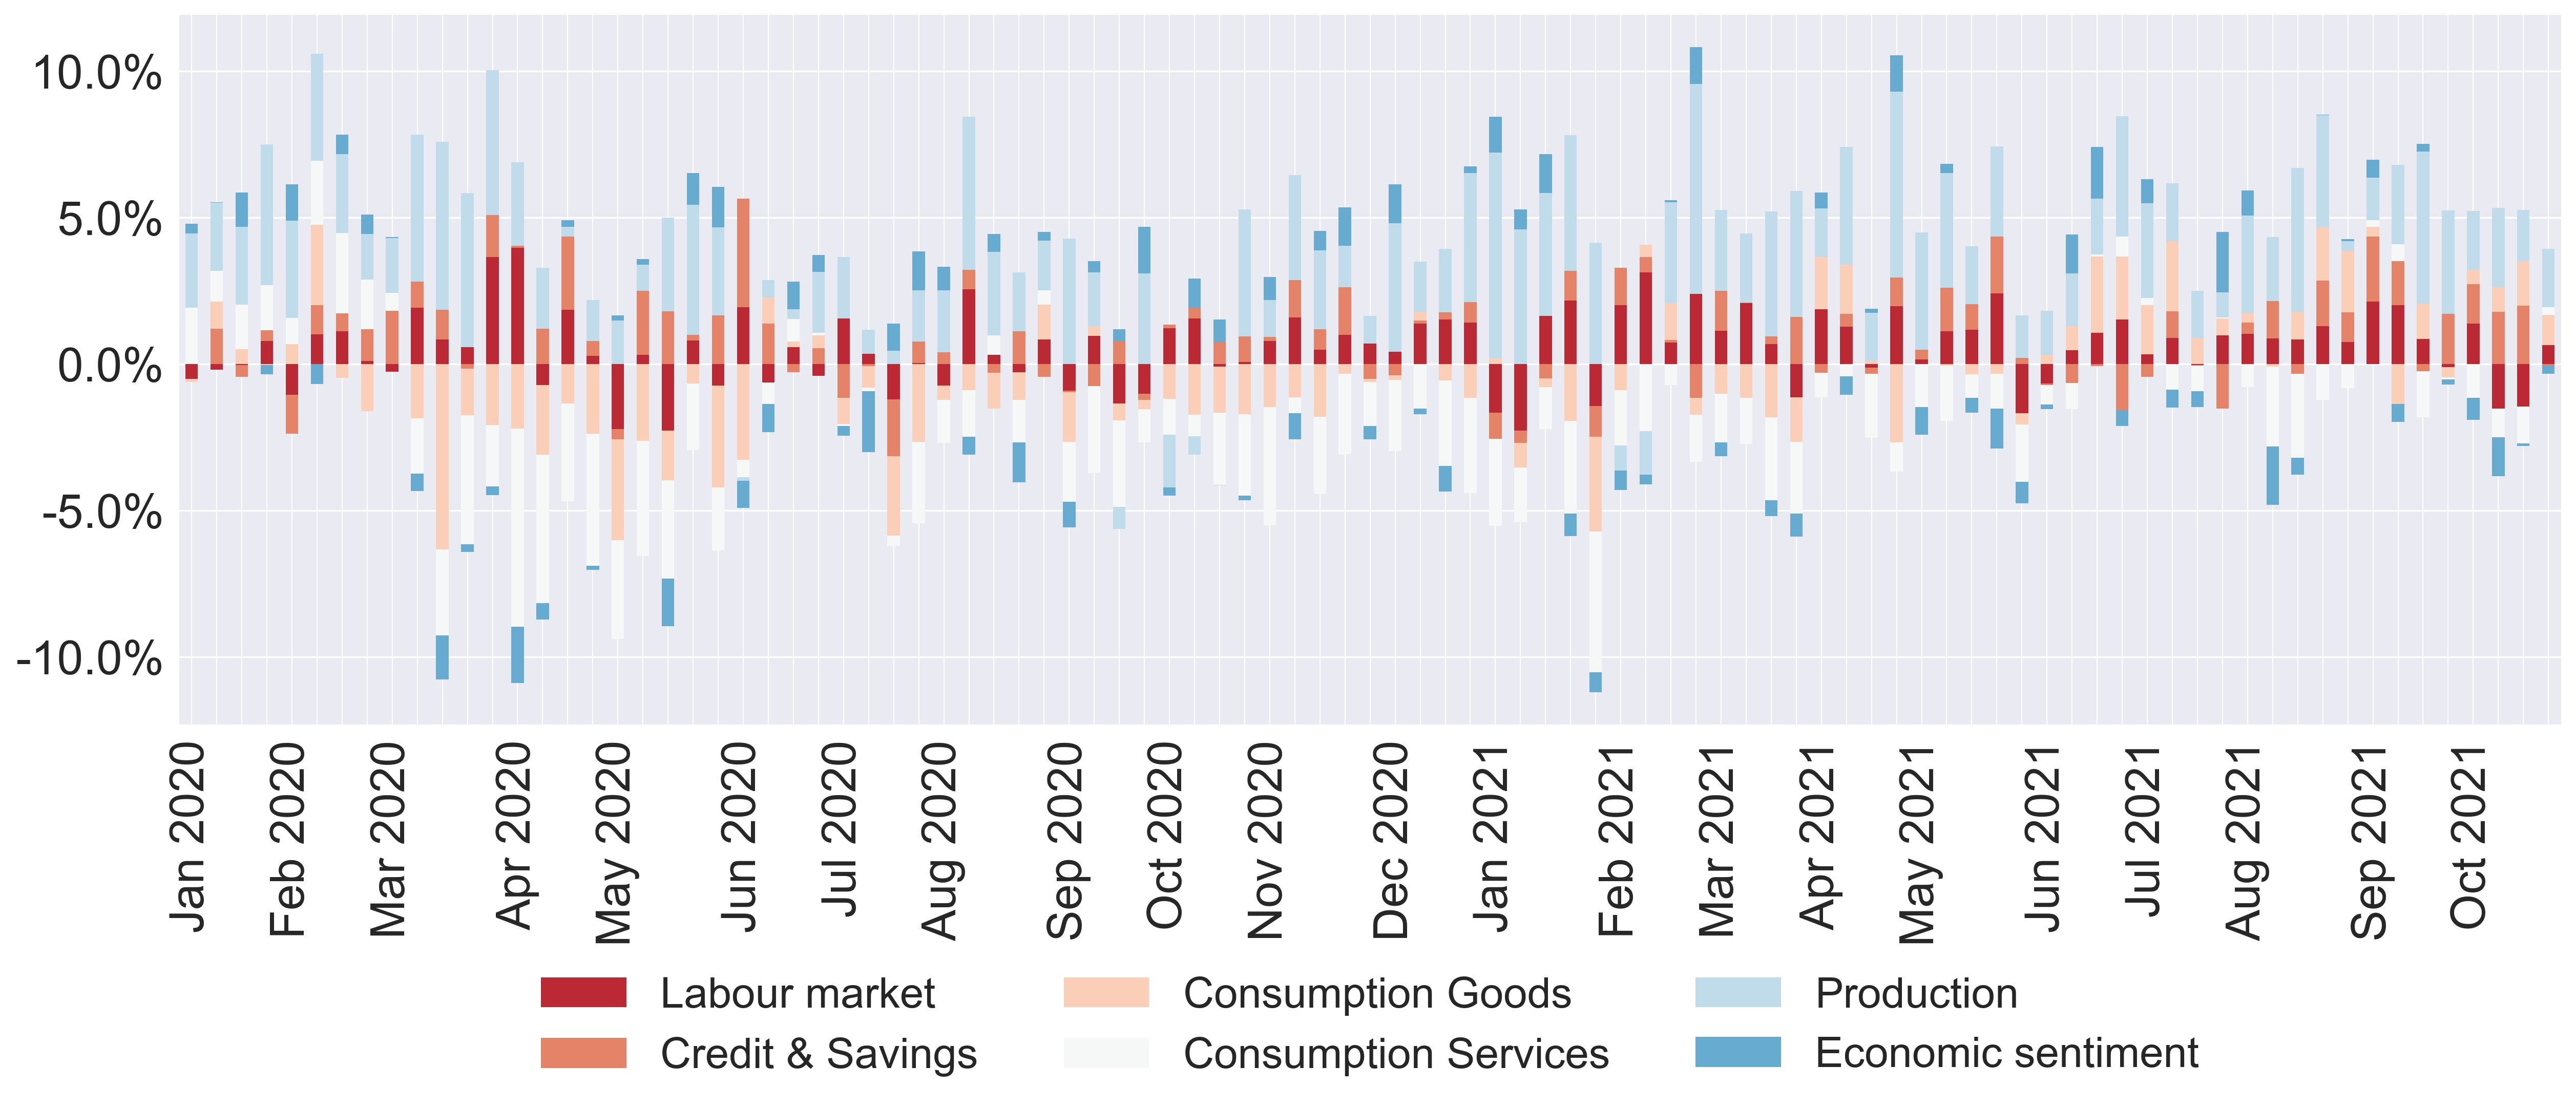 10.0%
5.0%
0.0%
-5.0%
-10.0%
Jan 2020
Feb 2020
Mar 2020
Apr 2020
May 2020
Jun 2020
Jul 2020
Aug 2020
Sep 2020
Oct 2020
Nov 2020
Dec 2020
Jan 2021
Feb 2021
Mar 2021
Apr 2021
May 2021
Jun 2021
Jul 2021
Aug 2021
Sep 2021
Oct 2021
Labour market
Consumption Goods
Production
Credit & Savings
Consumption Services
Economic sentiment